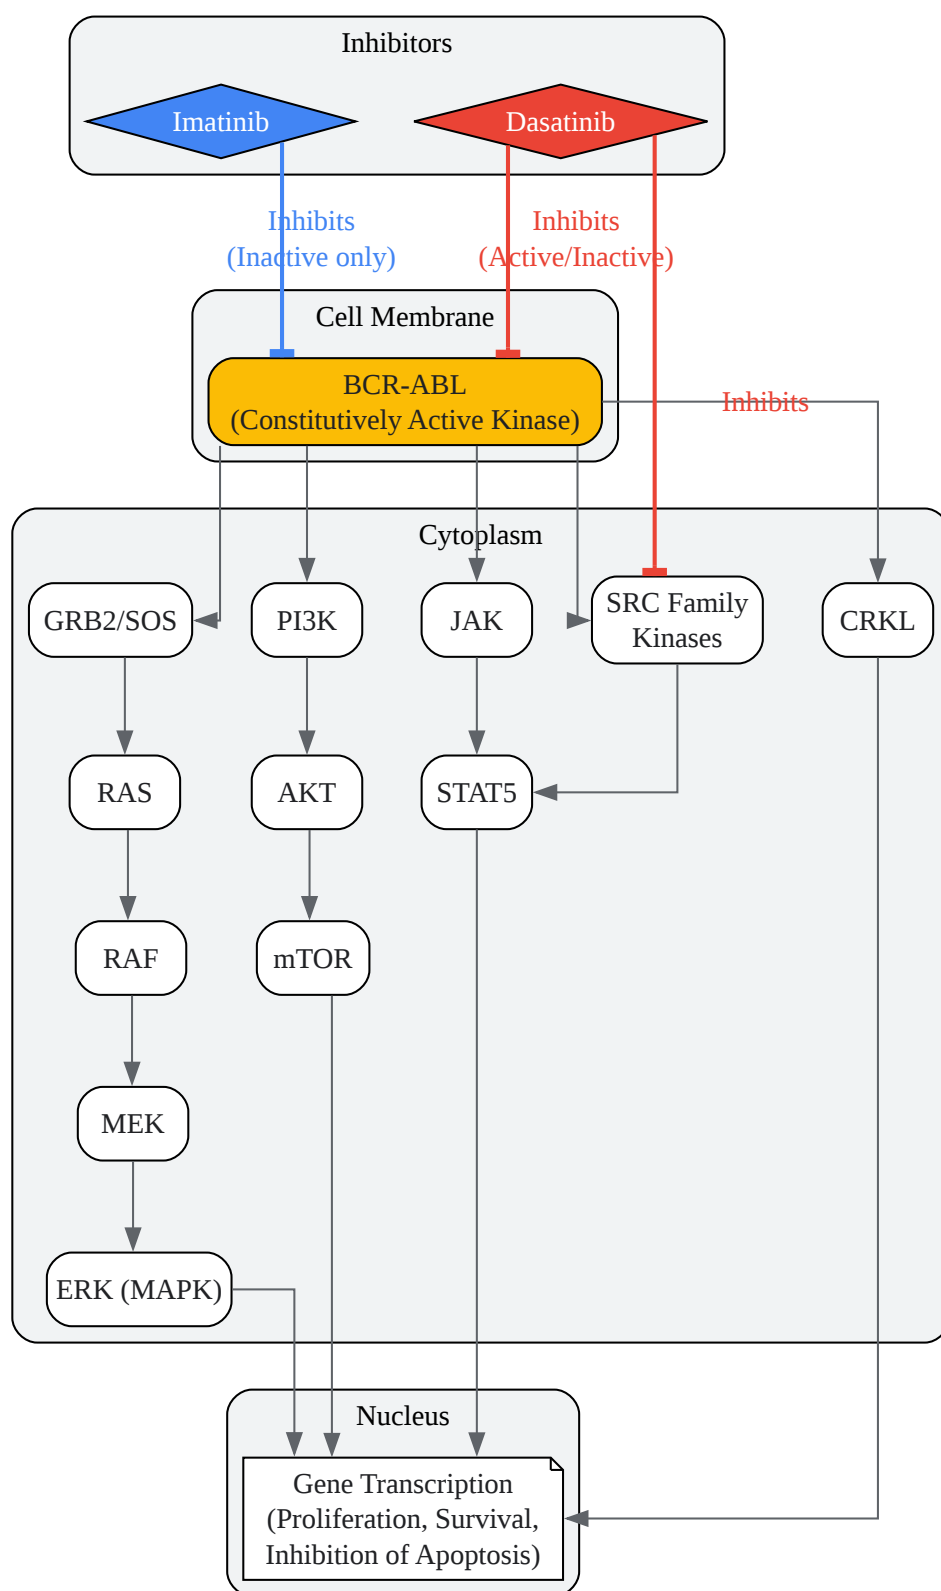 Inhibitors
Imatinib
Dasatinib
Inhibits
(Inactive only)
Inhibits
(Active/Inactive)
Cell Membrane
BCR-ABL
(Constitutively Active Kinase)
Inhibits
Cytoplasm
GRB2/SOS
PI3K
JAK
SRC Family
Kinases
CRKL
RAS
AKT
STAT5
RAF
mTOR
MEK
ERK (MAPK)
Nucleus
Gene Transcription
(Proliferation, Survival,
Inhibition of Apoptosis)